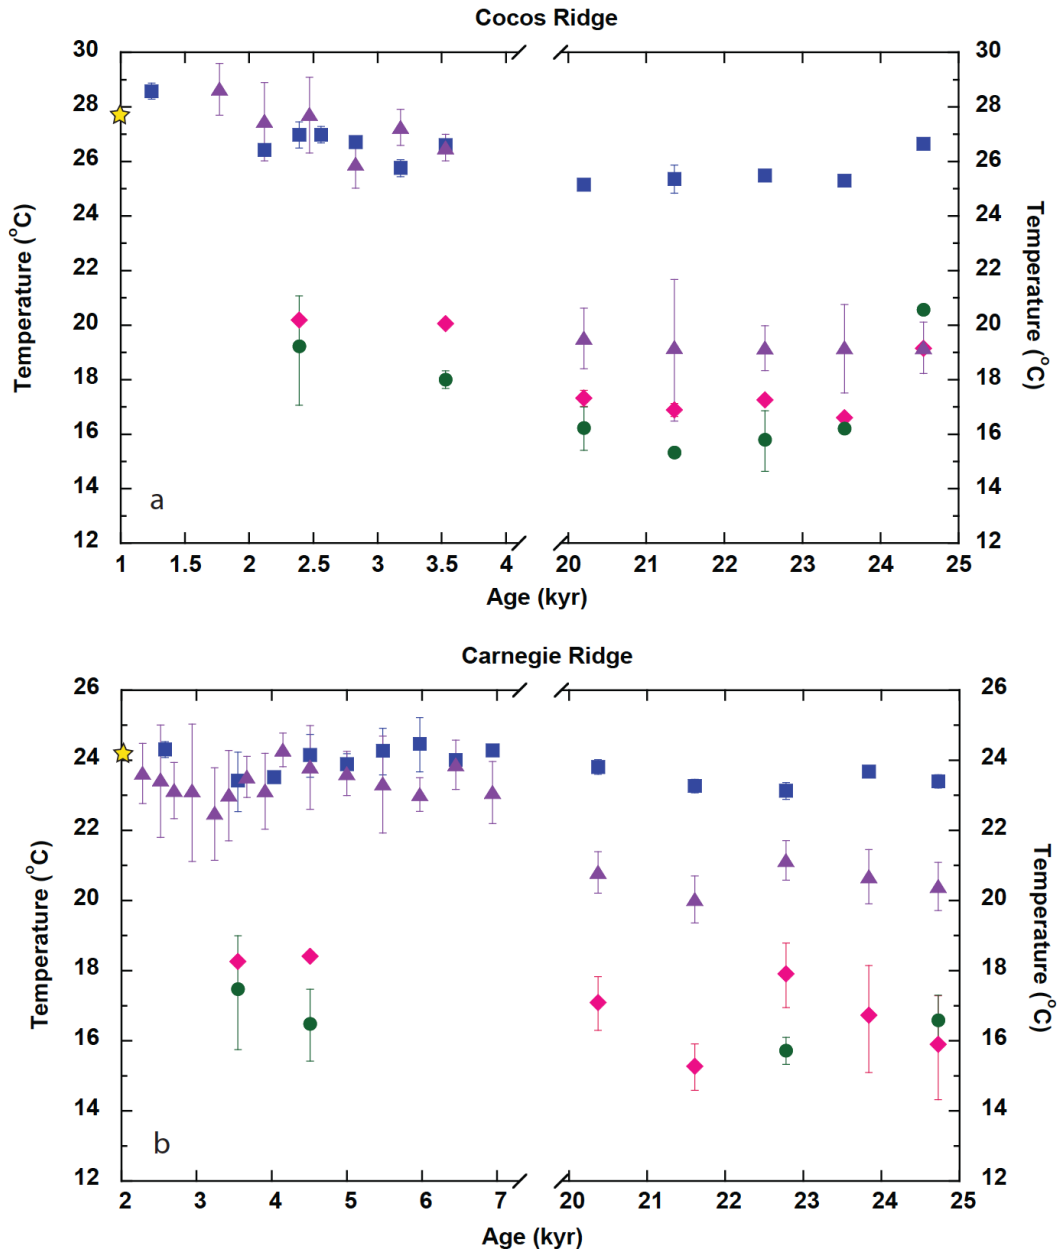 Cocos Ridge
30 30
28 28
26 26
24 24
22 22
20 20
18 18
16 16
14 14
12 12
Temperature (°C)
Temperature (°C)
a
1 1.5 2 2.5 3 3.5 4 20 21 22 23 24 25
Age (kyr)
Carnegie Ridge
26 26
24 24
22 22
20 20
18 18
16 16
14 14
12 12
Temperature (°C)
Temperature (°C)
b
2 3 4 5 6 7 20 21 22 23 24 25
Age (kyr)